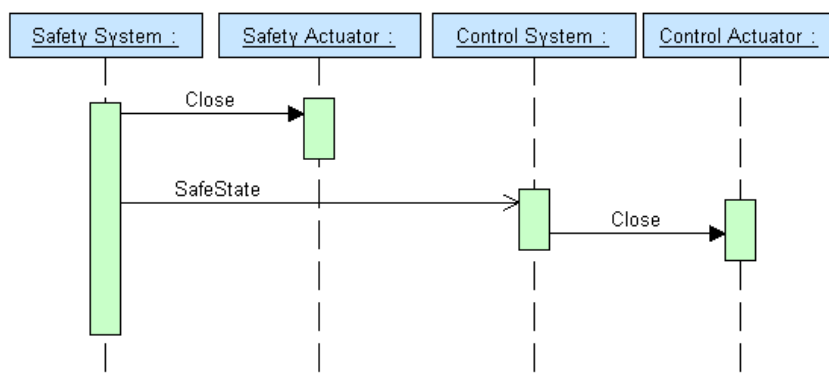 Safety System :
Safety Actuator :
Control System :
Control Actuator :
Close
SafeState
Close